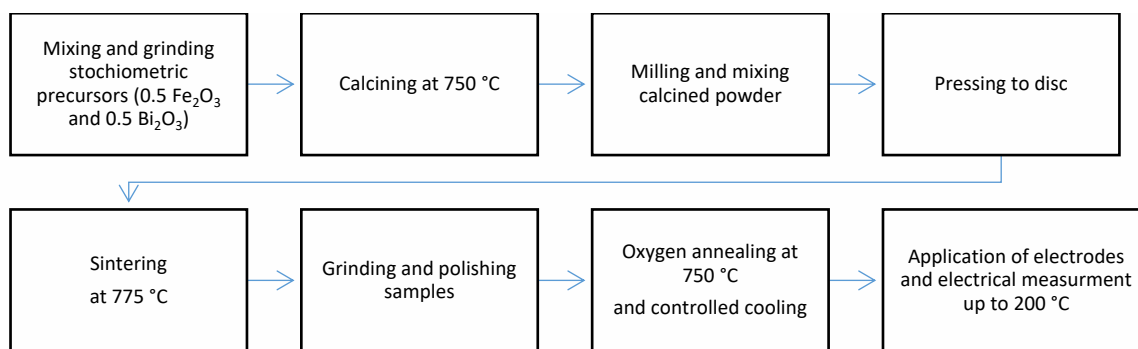 Mixing and grinding
stochiometric
precursors (0.5 Fe₂O₃
and 0.5 Bi₂O₃)
Calcining at 750 °C
Milling and mixing
calcined powder
Pressing to disc
Sintering
at 775 °C
Grinding and polishing
samples
Oxygen annealing at
750 °C
and controlled cooling
Application of electrodes
and electrical measurment
up to 200 °C